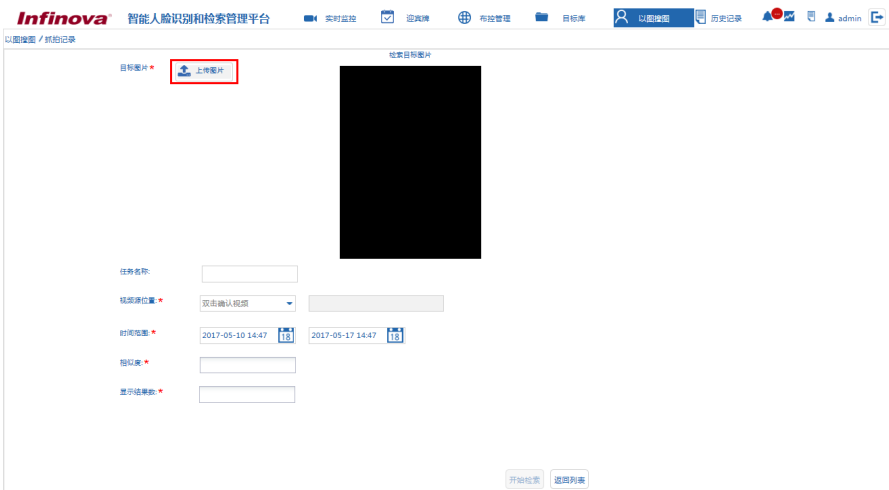 Infinova 智能人脸识别和检索管理平台 实时监控 迎宾牌 布控管理 目标库 以图搜图 历史记录 admin
以图搜图 / 抓拍记录
检索目标图片
目标图片* 上传图片
任务名称:
视频源位置:* 双击确认视频
时间范围:* 2017-05-10 14:47 18 2017-05-17 14:47 18
相似度:*
显示结果数:*
开始检索 返回列表